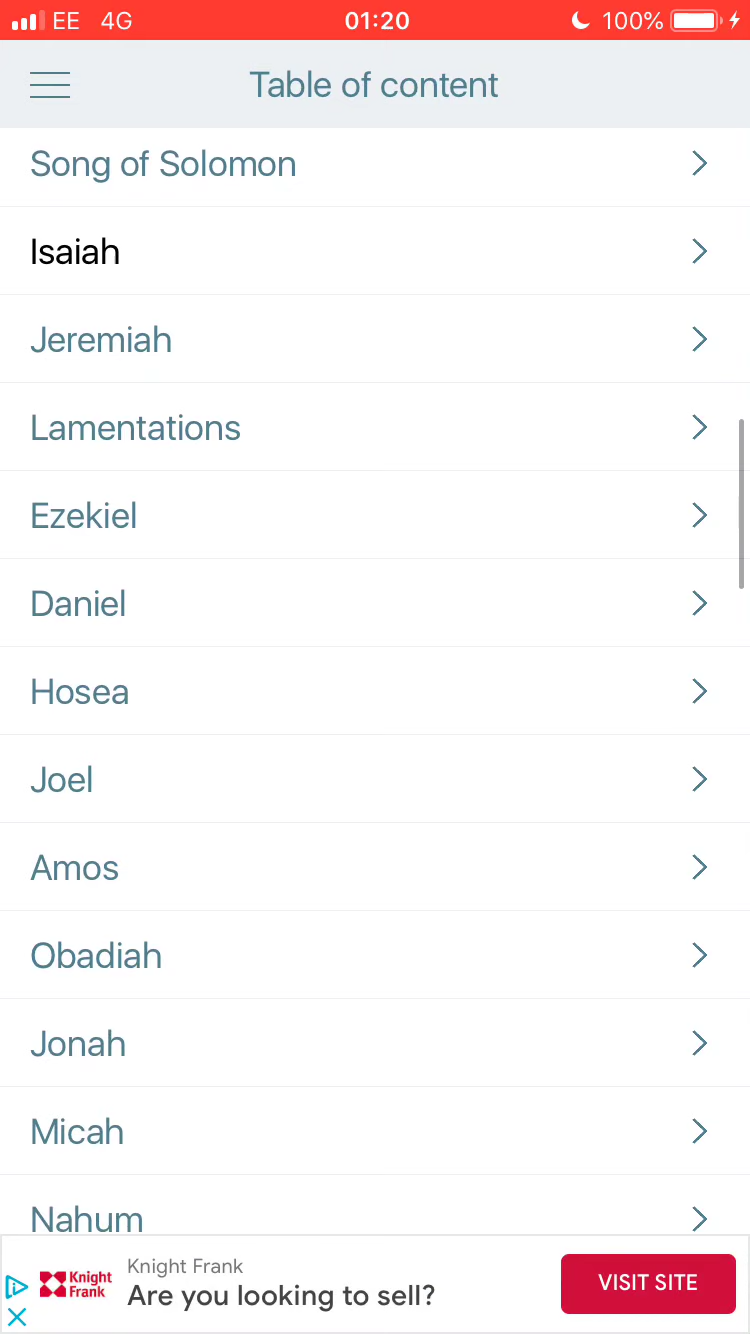 EE 4G 01:20 100%
Table of content
Song of Solomon
Isaiah
Jeremiah
Lamentations
Ezekiel
Daniel
Hosea
Joel
Amos
Obadiah
Jonah
Micah
Nahum
Knight Frank
Knight Frank
Are you looking to sell?
VISIT SITE